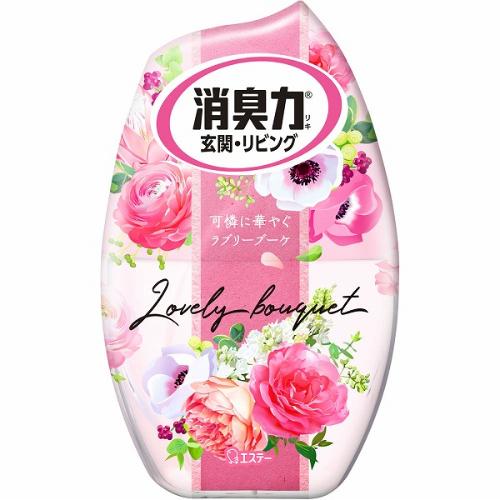 消臭力®
リキ
玄関・リビング
可憐に華やぐ
ラブリーブーケ
Lovely bouquet
エステー